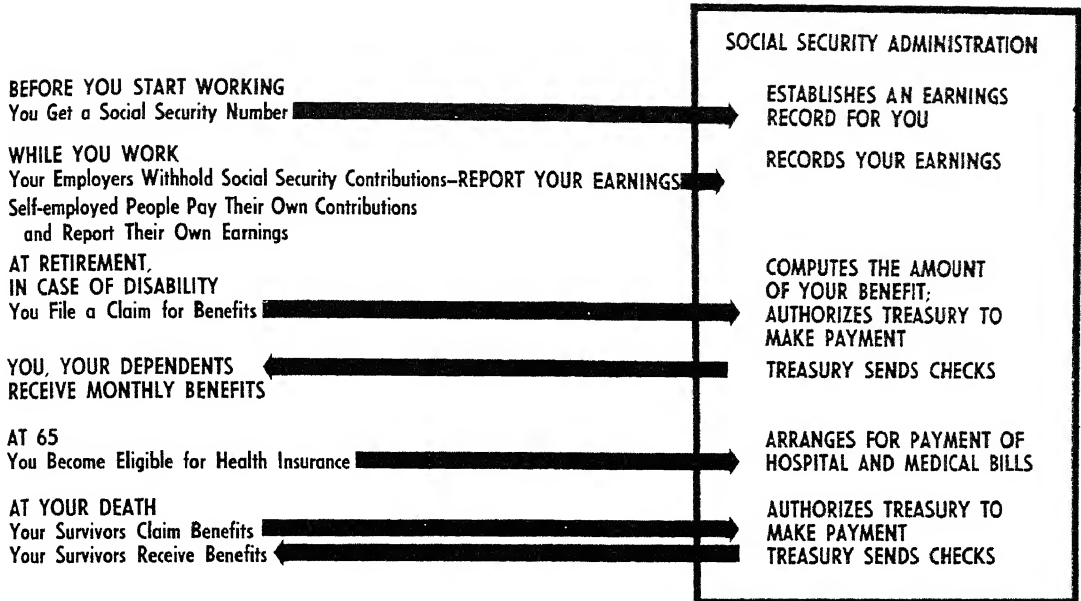 SOCIAL SECURITY ADMINISTRATION
BEFORE YOU START WORKING
You Get a Social Security Number
ESTABLISHES AN EARNINGS
RECORD FOR YOU
WHILE YOU WORK
Your Employers Withhold Social Security Contributions–REPORT YOUR EARNINGS
RECORDS YOUR EARNINGS
Self-employed People Pay Their Own Contributions
and Report Their Own Earnings
AT RETIREMENT,
IN CASE OF DISABILITY
You File a Claim for Benefits
COMPUTES THE AMOUNT
OF YOUR BENEFIT;
AUTHORIZES TREASURY TO
MAKE PAYMENT
YOU, YOUR DEPENDENTS
RECEIVE MONTHLY BENEFITS
TREASURY SENDS CHECKS
AT 65
You Become Eligible for Health Insurance
ARRANGES FOR PAYMENT OF
HOSPITAL AND MEDICAL BILLS
AT YOUR DEATH
Your Survivors Claim Benefits
AUTHORIZES TREASURY TO
MAKE PAYMENT
Your Survivors Receive Benefits
TREASURY SENDS CHECKS